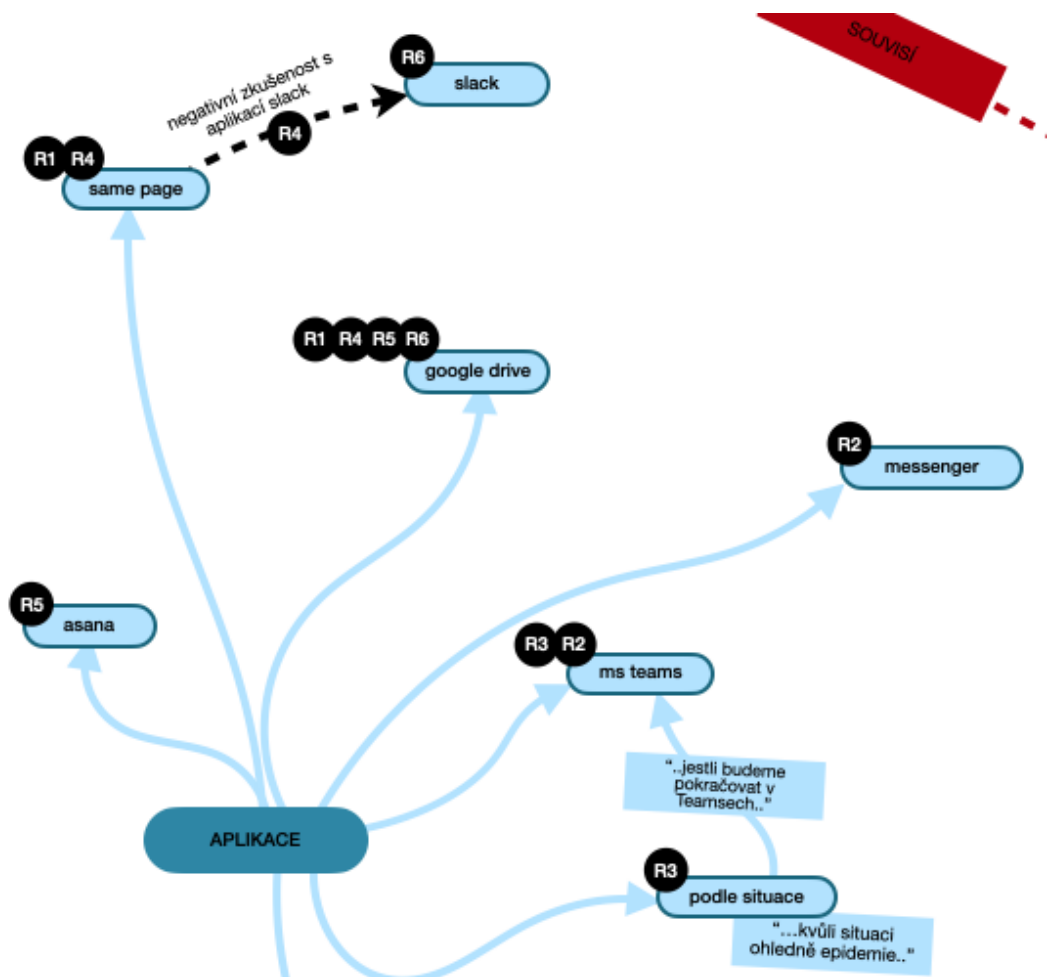 SOUVISÍ
R6
slack
negativní zkušenost s
aplikací slack
R4
R1
R4
same page
R1
R4
R5
R6
google drive
R2
messenger
R5
asana
R3
R2
ms teams
"..jestli budeme
pokračovat v
Teamsech.."
APLIKACE
R3
podle situace
"...kvůli situaci
ohledně epidemie.."